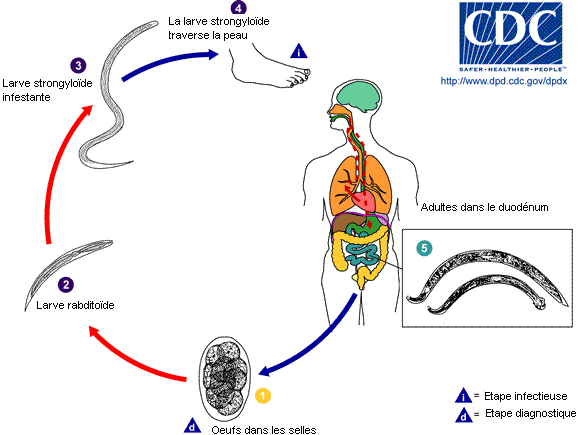 4
La larve strongyloïde
traverse la peau
i
CDC
SAFER • HEALTHIER • PEOPLE™
http://www.dpd.cdc.gov/dpdx
3
Larve strongyloïde
infestante
Adultes dans le duodénum
5
2
Larve rabditoïde
1
d
Oeufs dans les selles
i = Etape infectieuse
d = Etape diagnostique